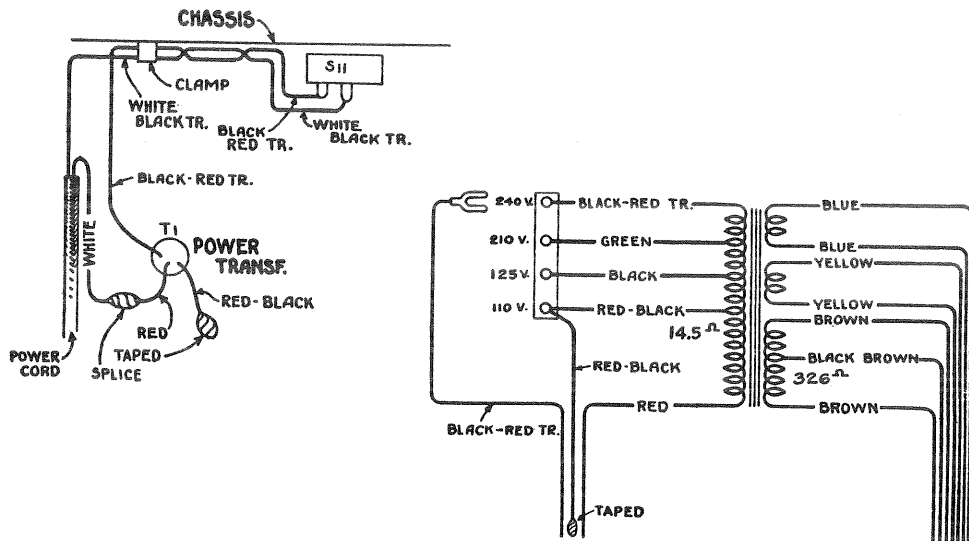 CHASSIS
S11
CLAMP
WHITE
BLACK TR.
BLACK
RED TR.
WHITE
BLACK TR.
BLACK-RED TR.
WHITE
T1
POWER
TRANSF.
RED-BLACK
RED
TAPED
SPLICE
POWER
CORD
240 V.
BLACK-RED TR.
BLUE
210 V.
GREEN
BLUE
YELLOW
125 V.
BLACK
YELLOW
110 V.
RED-BLACK
BROWN
14.5 Ω
BLACK BROWN
RED-BLACK
326 Ω
RED
BROWN
BLACK-RED TR.
TAPED